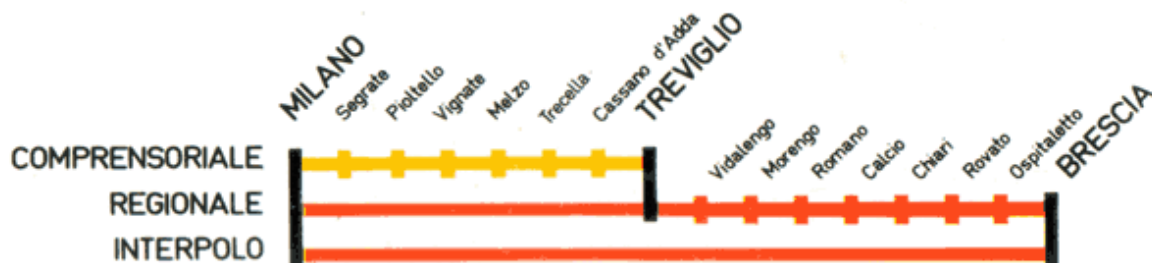 MILANO
Segrate
Pioltello
Vignate
Melzo
Trecella
Cassano d'Adda
TREVIGLIO
Vidalengo
Morengo
Romano
Calcio
Chiari
Rovato
Ospitaletto
BRESCIA
COMPRENSORIALE
REGIONALE
INTERPOLO